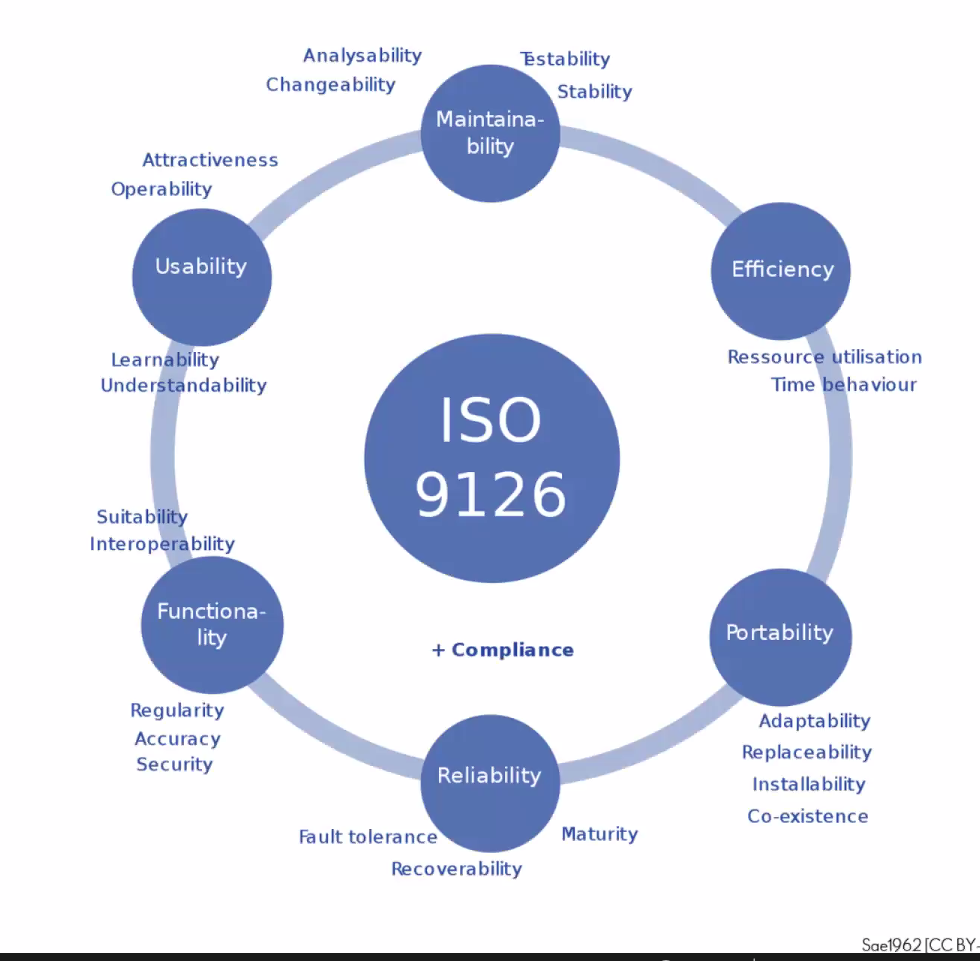 Analysability
Changeability
Testability
Stability
Maintaina-
bility
Attractiveness
Operability
Usability
Learnability
Understandability
Efficiency
Ressource utilisation
Time behaviour
ISO
9126
Suitability
Interoperability
Functiona-
lity
Regularity
Accuracy
Security
+ Compliance
Portability
Adaptability
Replaceability
Installability
Co-existence
Reliability
Fault tolerance
Maturity
Recoverability
Sae1962 [CC BY-